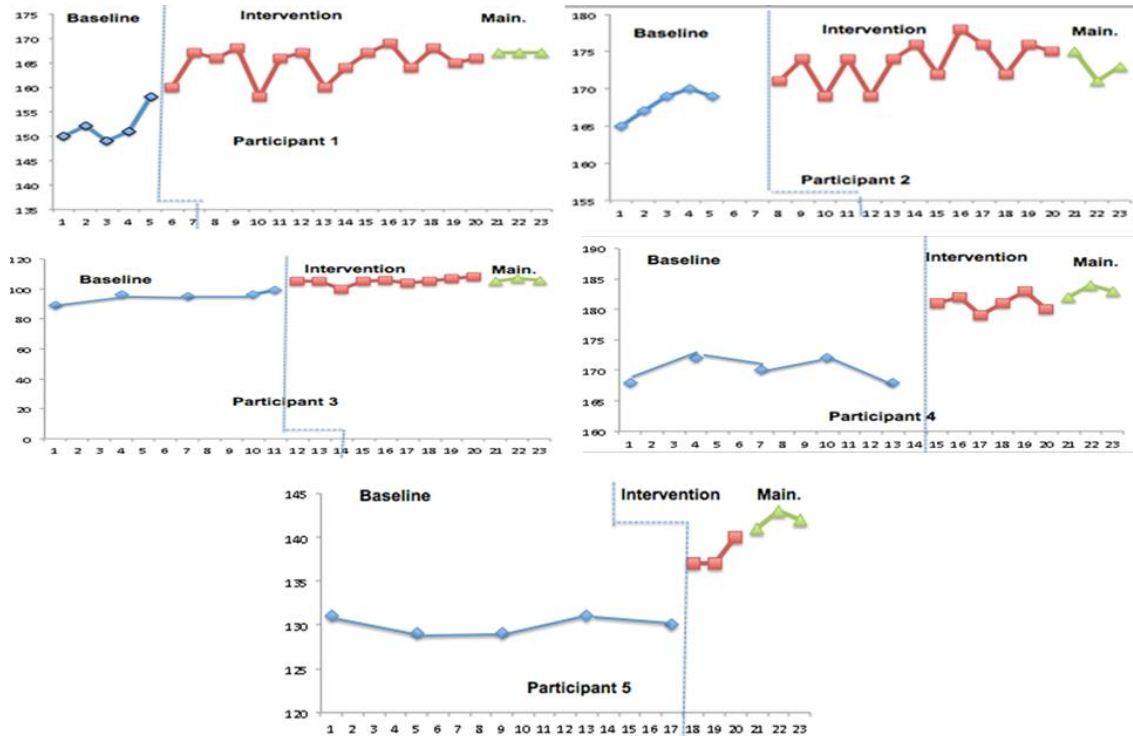 Baseline
Intervention
Main.
175
170
165
160
155
150
145
140
135
Participant 1
1 2 3 4 5 6 7 8 9 10 11 12 13 14 15 16 17 18 19 20 21 22 23
Baseline
Intervention
Main.
180
175
170
165
160
155
Participant 2
1 2 3 4 5 6 7 8 9 10 11 12 13 14 15 16 17 18 19 20 21 22 23
Baseline
Intervention
Main.
120
100
80
60
40
20
0
Participant 3
1 2 3 4 5 6 7 8 9 10 11 12 13 14 15 16 17 18 19 20 21 22 23
Baseline
Intervention
Main.
190
185
180
175
170
165
160
Participant 4
1 2 3 4 5 6 7 8 9 10 11 12 13 14 15 16 17 18 19 20 21 22 23
Baseline
Intervention
Main.
145
140
135
130
125
120
Participant 5
1 2 3 4 5 6 7 8 9 10 11 12 13 14 15 16 17 18 19 20 21 22 23